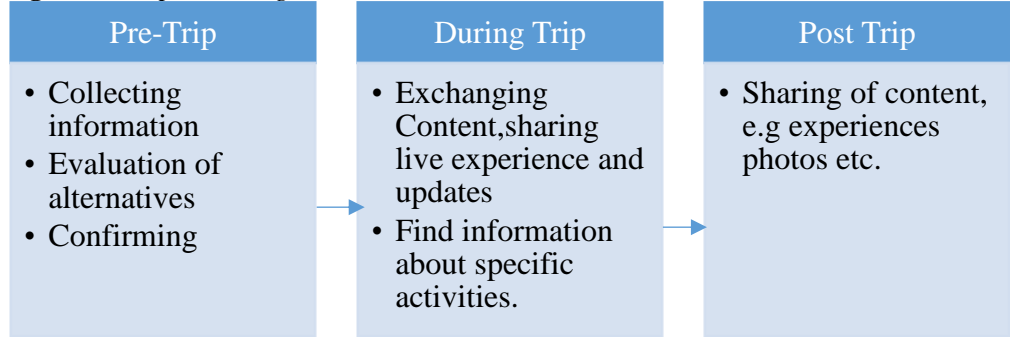 Pre-Trip
• Collecting
information
• Evaluation of
alternatives
• Confirming
During Trip
• Exchanging
Content,sharing
live experience and
updates
• Find information
about specific
activities.
Post Trip
• Sharing of content,
e.g experiences
photos etc.